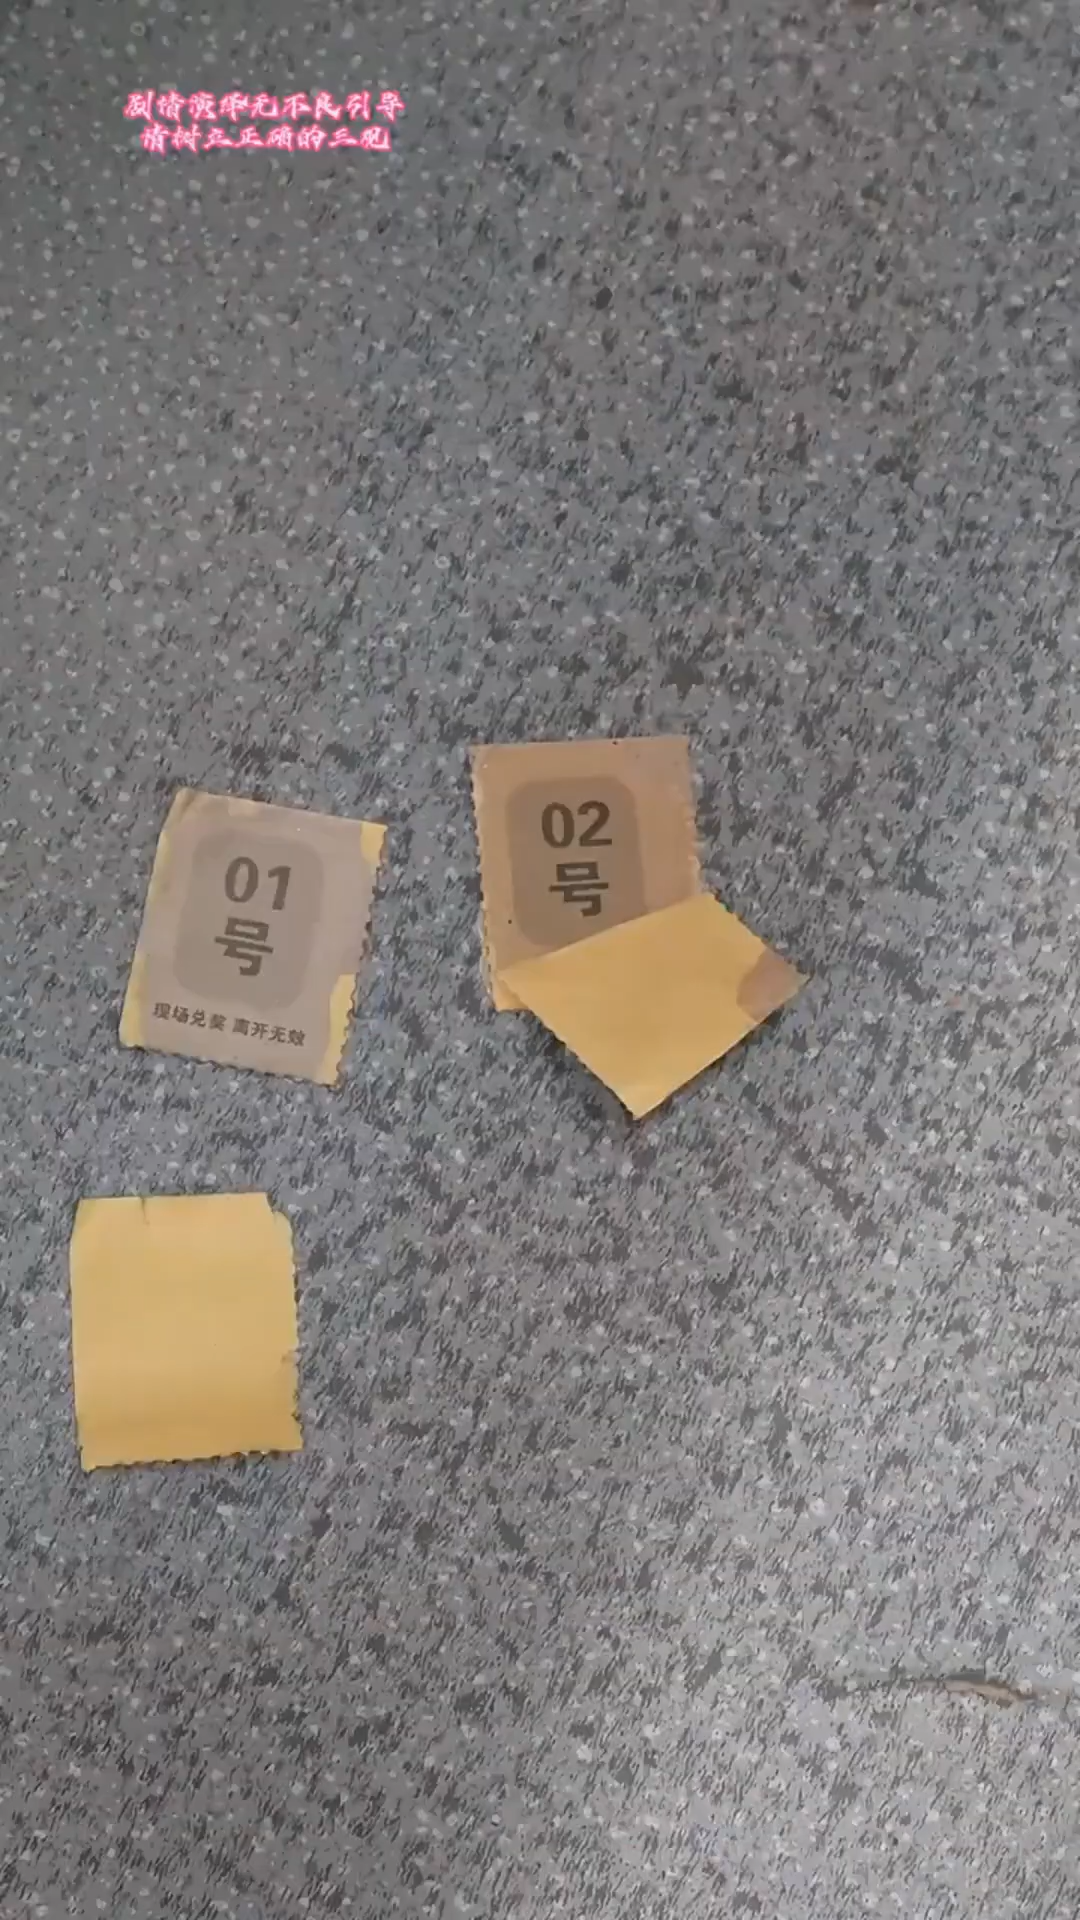 剧情演绎无不良引导
请树立正确的三观
01
号
现场兑奖 离开无效
02
号